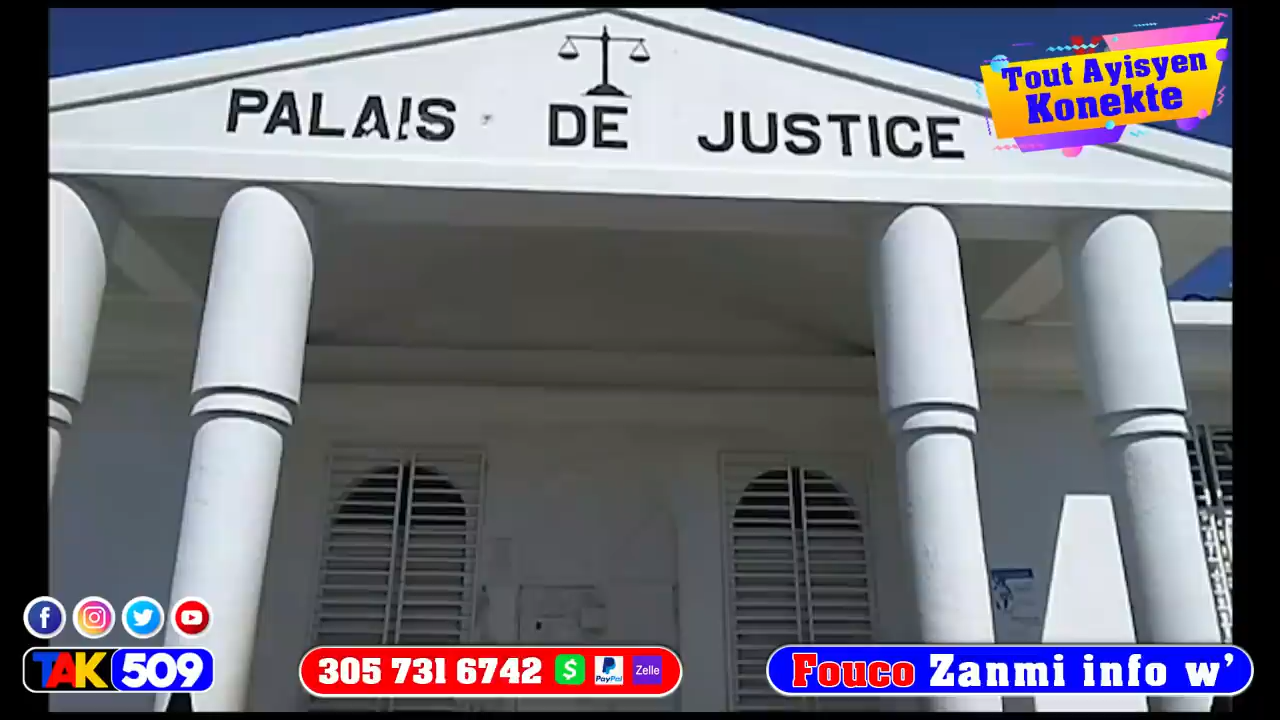 PALAIS DE JUSTICE
Tout Ayisyen
Konekte
TAK 509
305 731 6742 $ PayPal Zelle
Fouco Zanmi info w'